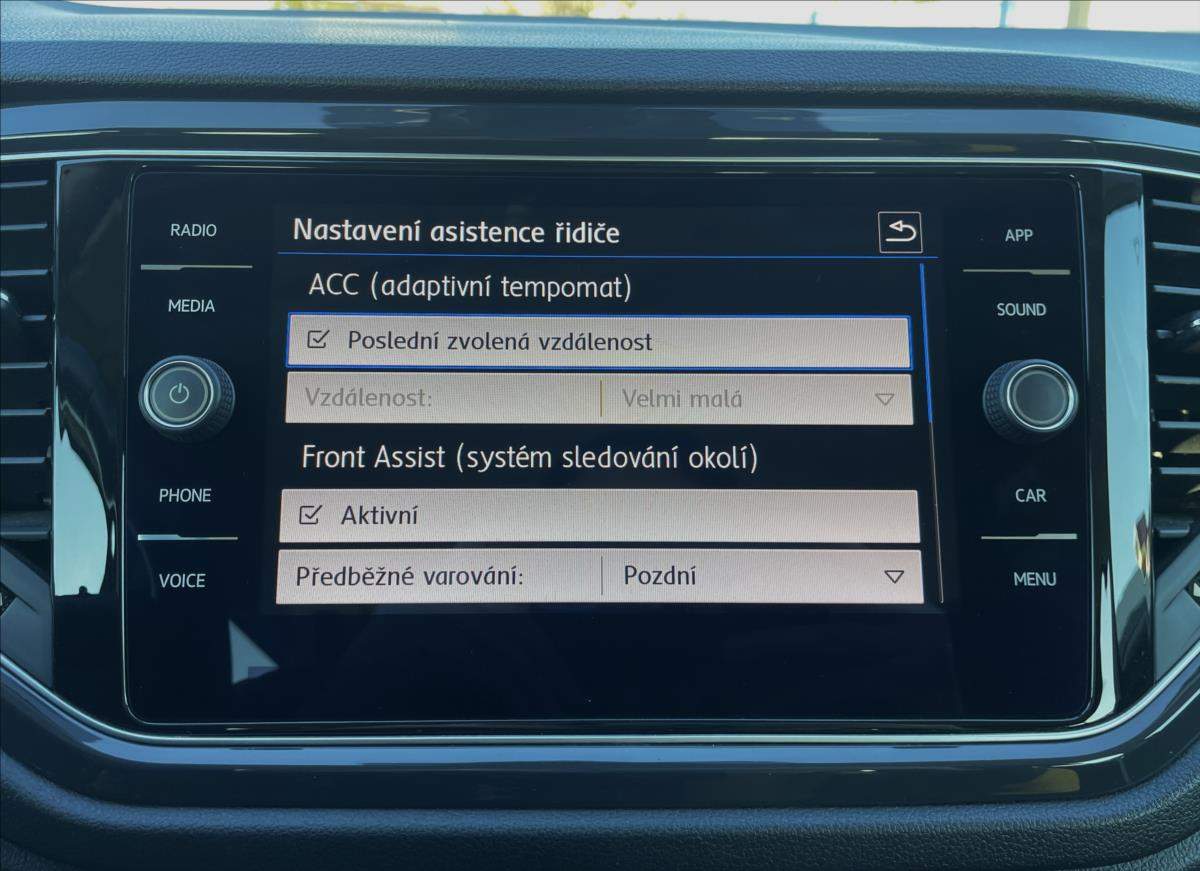 RADIO
MEDIA
PHONE
VOICE
Nastavení asistence řidiče
ACC (adaptivní tempomat)
Poslední zvolená vzdálenost
Vzdálenost: Velmi malá
Front Assist (systém sledování okolí)
Aktivní
Předběžné varování: Pozdní
APP
SOUND
CAR
MENU